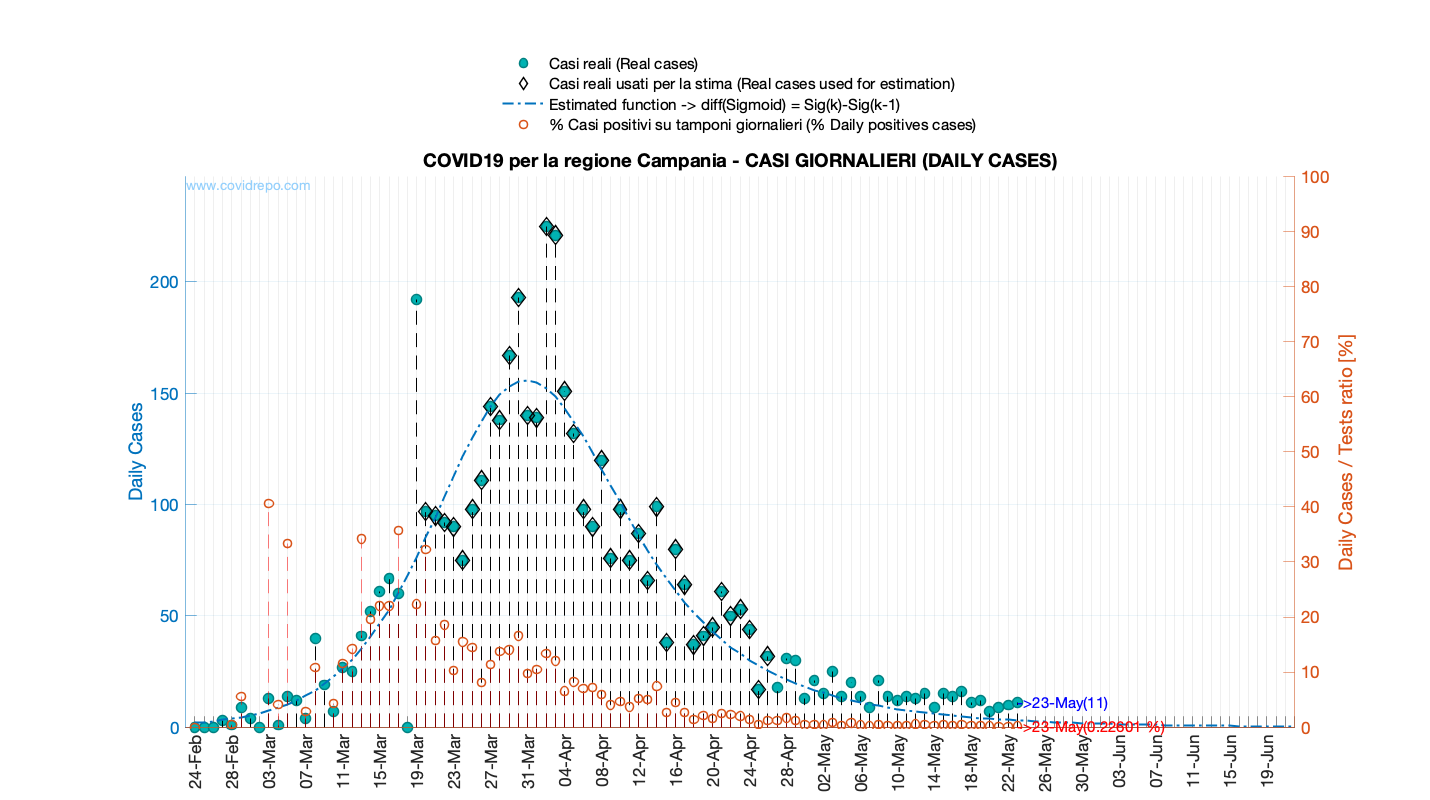 Casi reali (Real cases)
Casi reali usati per la stima (Real cases used for estimation)
Estimated function -> diff(Sigmoid) = Sig(k)-Sig(k-1)
% Casi positivi su tamponi giornalieri (% Daily positives cases)
COVID19 per la regione Campania - CASI GIORNALIERI (DAILY CASES)
www.covidrepo.com
Daily Cases
200
150
100
50
0
100
90
80
70
60
50
40
30
20
10
0
Daily Cases / Tests ratio [%]
>23-May(11)
>23-May(0.22801 %)
24-Feb
28-Feb
03-Mar
07-Mar
11-Mar
15-Mar
19-Mar
23-Mar
27-Mar
31-Mar
04-Apr
08-Apr
12-Apr
16-Apr
20-Apr
24-Apr
28-Apr
02-May
06-May
10-May
14-May
18-May
22-May
26-May
30-May
03-Jun
07-Jun
11-Jun
15-Jun
19-Jun